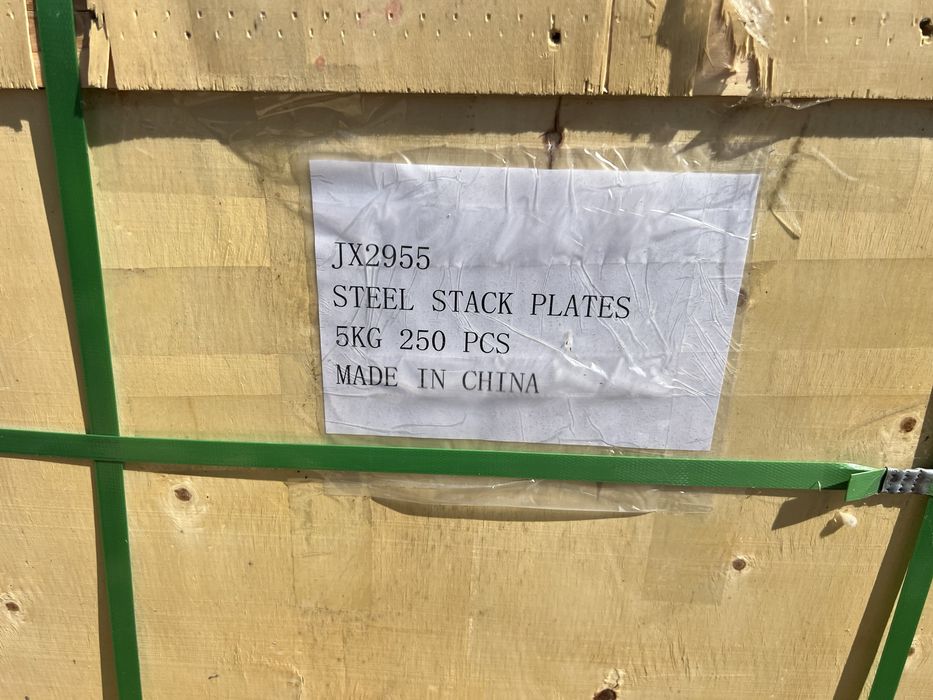 JX2955
STEEL STACK PLATES
5KG 250 PCS
MADE IN CHINA